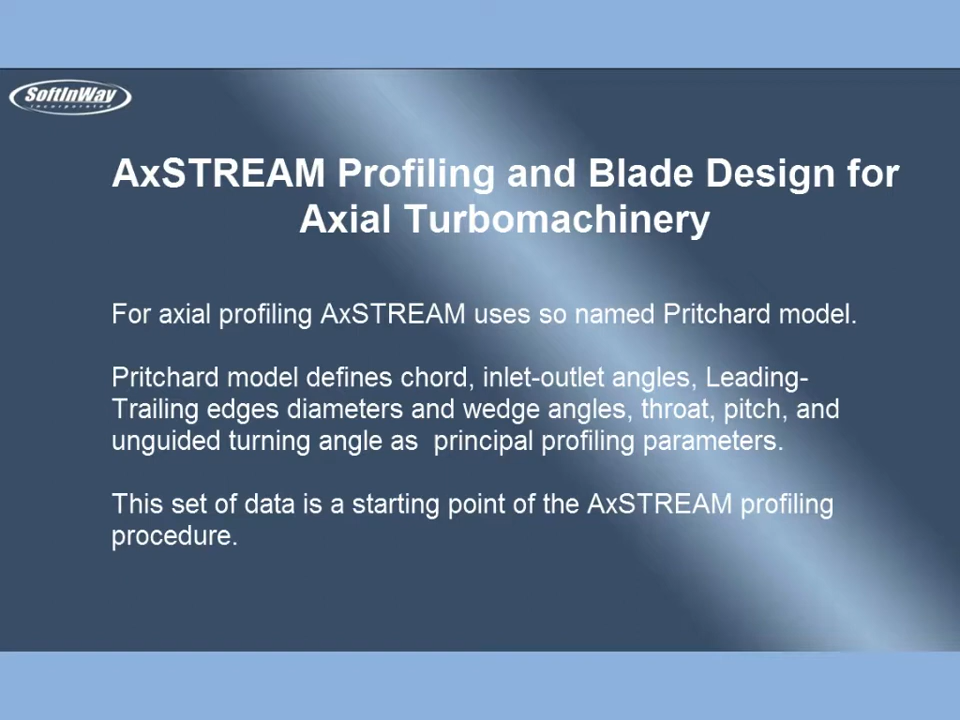 SoftInWay
incorporated
AxSTREAM Profiling and Blade Design for
Axial Turbomachinery
For axial profiling AxSTREAM uses so named Pritchard model.
Pritchard model defines chord, inlet-outlet angles, Leading-
Trailing edges diameters and wedge angles, throat, pitch, and
unguided turning angle as  principal profiling parameters.
This set of data is a starting point of the AxSTREAM profiling
procedure.